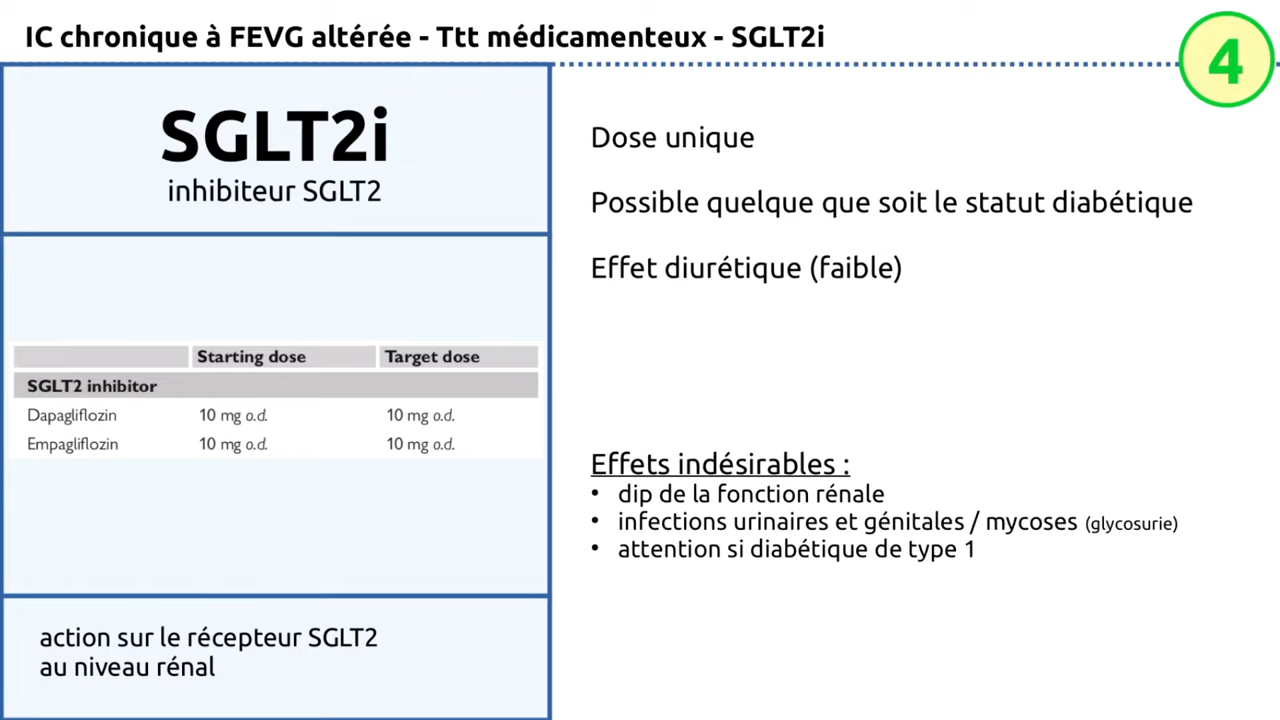 IC chronique à FEVG altérée - Ttt médicamenteux - SGLT2i
4
SGLT2i
inhibiteur SGLT2
Starting dose Target dose
SGLT2 inhibitor
Dapagliflozin 10 mg o.d. 10 mg o.d.
Empagliflozin 10 mg o.d. 10 mg o.d.
action sur le récepteur SGLT2
au niveau rénal
Dose unique
Possible quelque que soit le statut diabétique
Effet diurétique (faible)
Effets indésirables :
• dip de la fonction rénale
• infections urinaires et génitales / mycoses (glycosurie)
• attention si diabétique de type 1